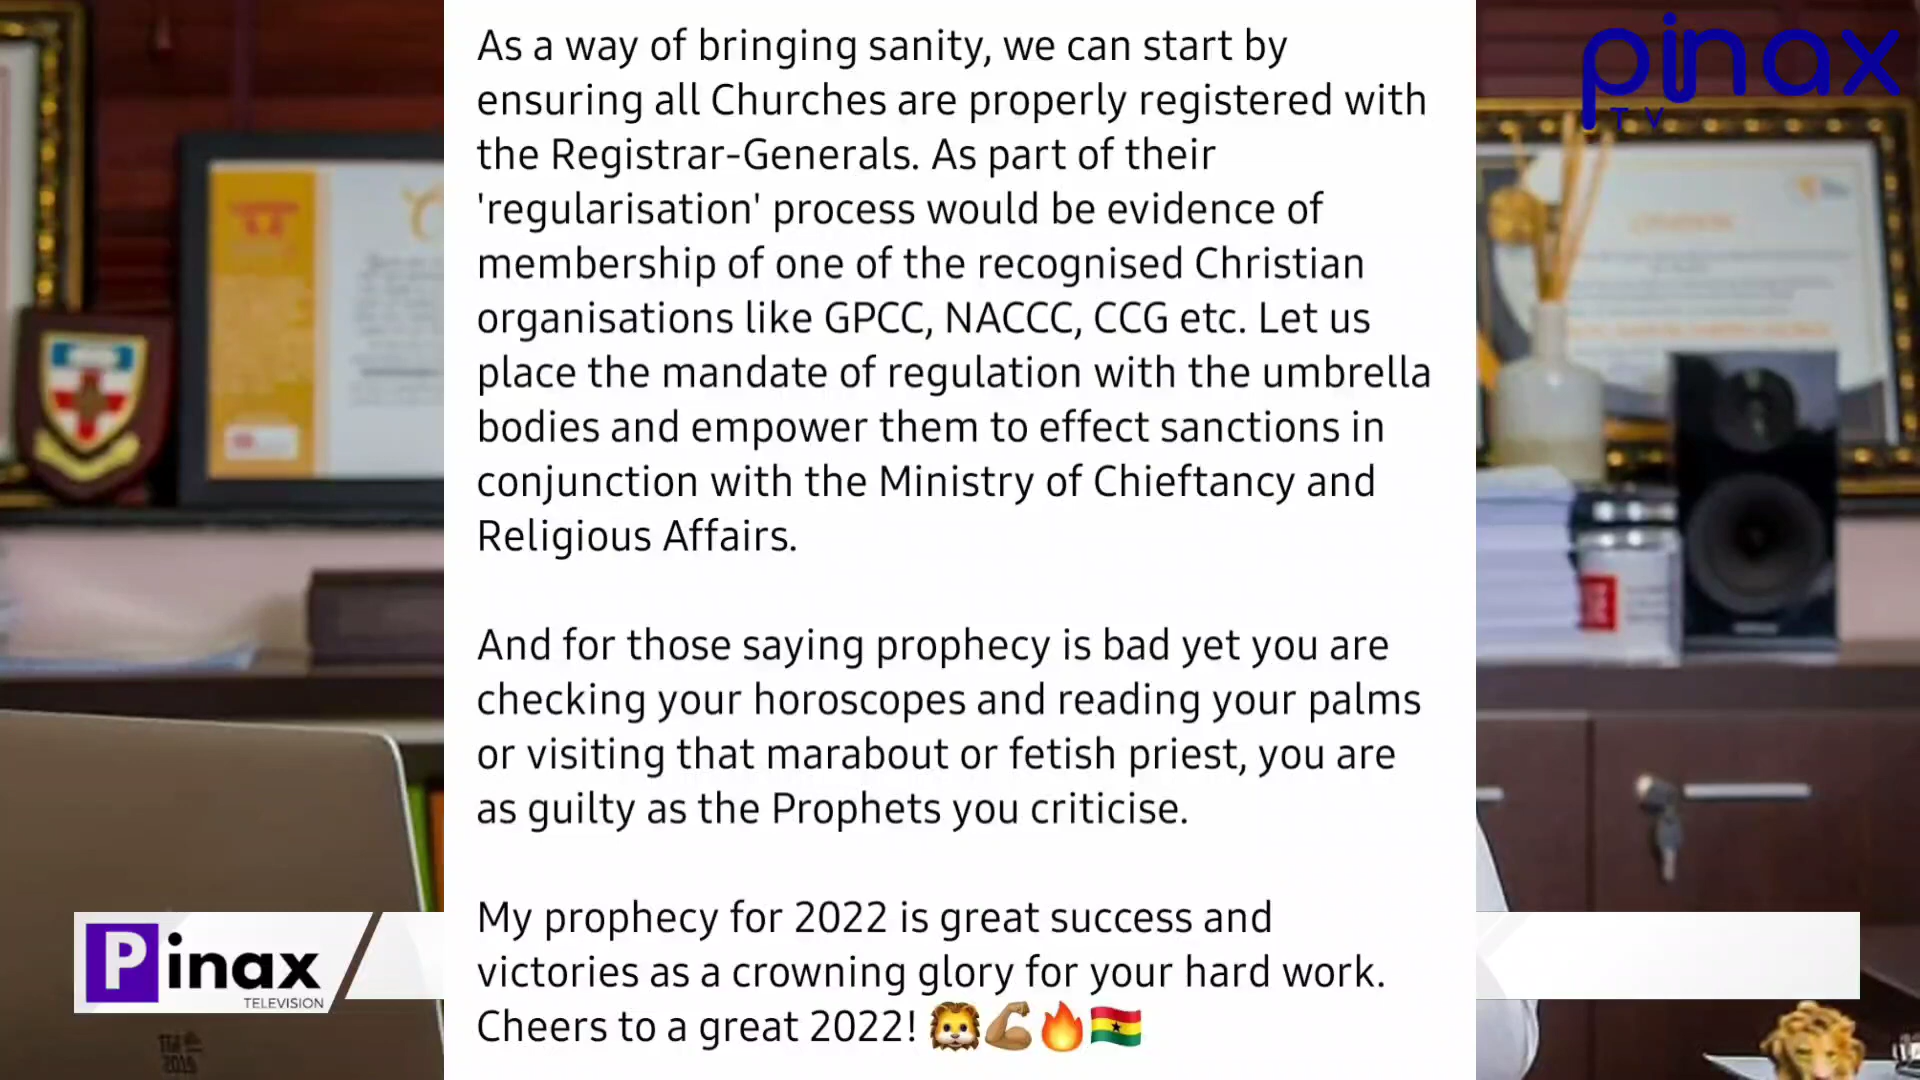 As a way of bringing sanity, we can start by
ensuring all Churches are properly registered with
the Registrar-Generals. As part of their
'regularisation' process would be evidence of
membership of one of the recognised Christian
organisations like GPCC, NACCC, CCG etc. Let us
place the mandate of regulation with the umbrella
bodies and empower them to effect sanctions in
conjunction with the Ministry of Chieftancy and
Religious Affairs.
And for those saying prophecy is bad yet you are
checking your horoscopes and reading your palms
or visiting that marabout or fetish priest, you are
as guilty as the Prophets you criticise.
My prophecy for 2022 is great success and
victories as a crowning glory for your hard work.
Cheers to a great 2022! 🦁💪🏽🔥🇬🇭
pinax
TV
Pinax
TELEVISION